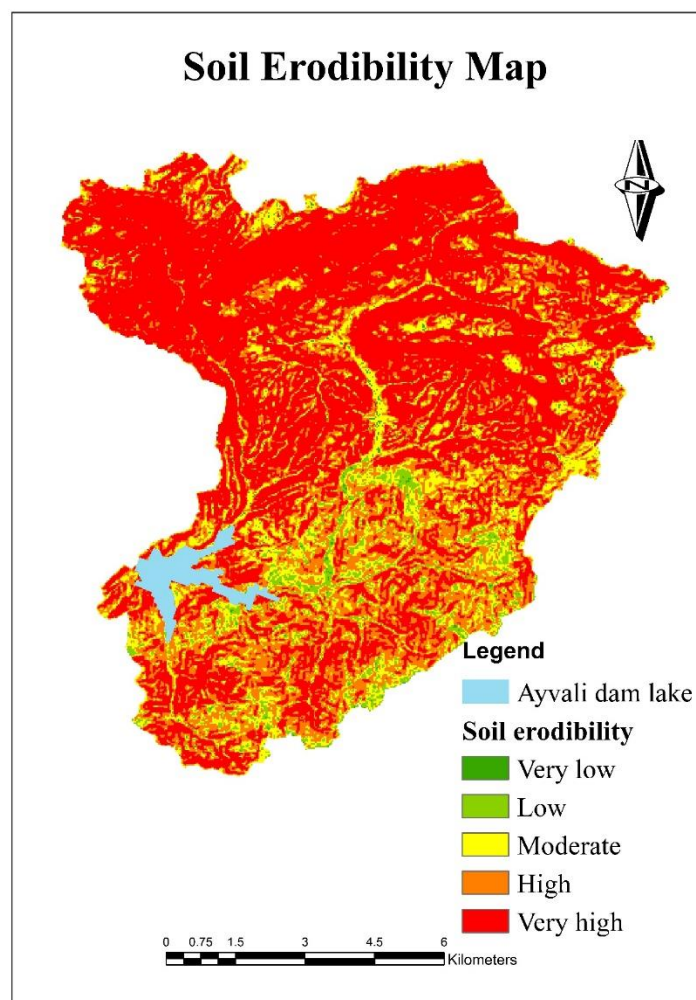 Soil Erodibility Map
N
Legend
Ayvali dam lake
Soil erodibility
Very low
Low
Moderate
High
Very high
0 0.75 1.5 3 4.5 6
Kilometers